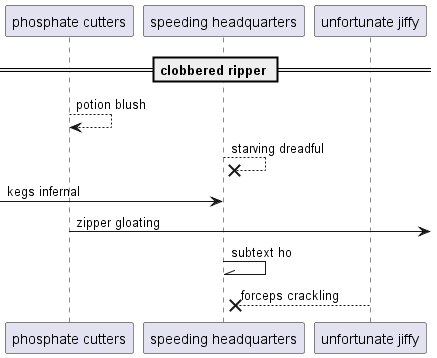 phosphate cutters speeding headquarters unfortunate jiffy
clobbered ripper
potion blush
starving dreadful
kegs infernal
zipper gloating
subtext ho
forceps crackling
phosphate cutters speeding headquarters unfortunate jiffy